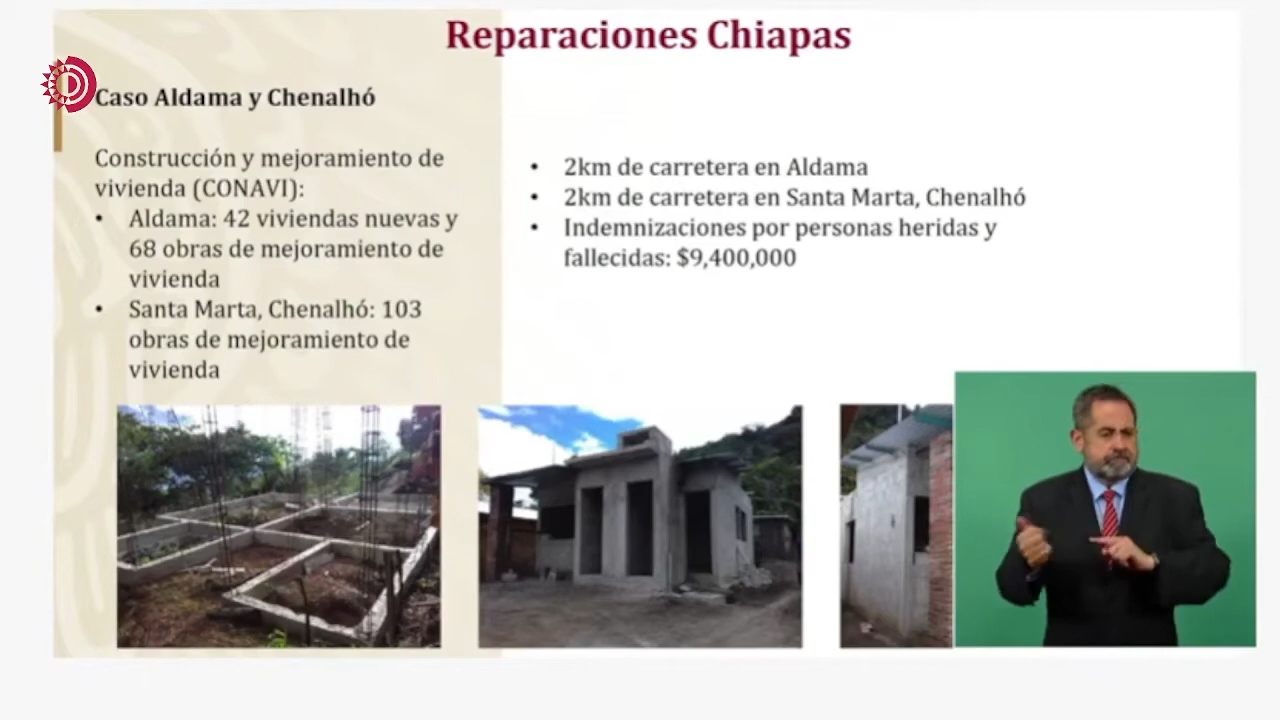 Reparaciones Chiapas
Caso Aldama y Chenalhó
Construcción y mejoramiento de
vivienda (CONAVI):
• Aldama: 42 viviendas nuevas y
68 obras de mejoramiento de
vivienda
• Santa Marta, Chenalhó: 103
obras de mejoramiento de
vivienda
• 2km de carretera en Aldama
• 2km de carretera en Santa Marta, Chenalhó
• Indemnizaciones por personas heridas y
fallecidas: $9,400,000